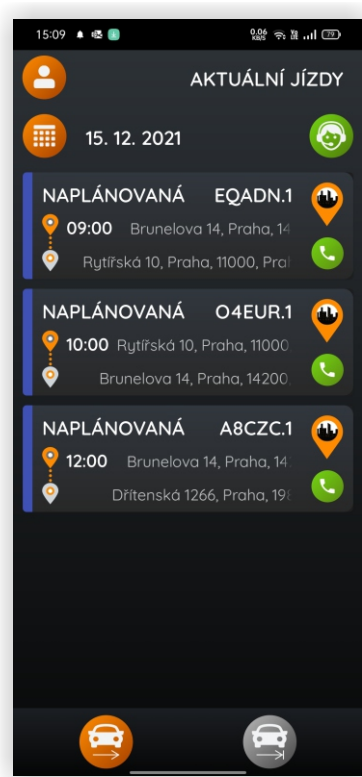 15:09 0.06 KB/S 79
AKTUÁLNÍ JÍZDY
15. 12. 2021
NAPLÁNOVANÁ EQADN.1
09:00 Brunelova 14, Praha, 14
Rytířská 10, Praha, 11000, Pra
NAPLÁNOVANÁ O4EUR.1
10:00 Rytířská 10, Praha, 11000
Brunelova 14, Praha, 14200
NAPLÁNOVANÁ A8CZC.1
12:00 Brunelova 14, Praha, 14
Dřítenská 1266, Praha, 198